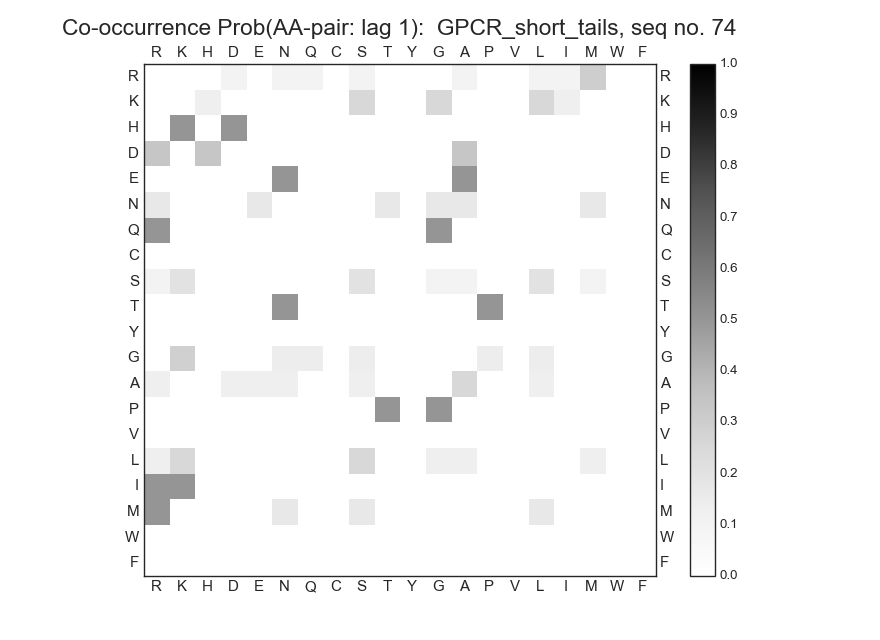 Co-occurrence Prob(AA-pair: lag 1):  GPCR_short_tails, seq no. 74
R K H D E N Q C S T Y G A P V L I M W F
R R 1.0
K K 0.9
H H
D D 0.8
E E
N N 0.7
Q Q 0.6
C C
S S 0.5
T T
Y Y
G G 0.4
A A
P P 0.3
V V
L L 0.2
I I
M M 0.1
W W
F F 0.0
R K H D E N Q C S T Y G A P V L I M W F